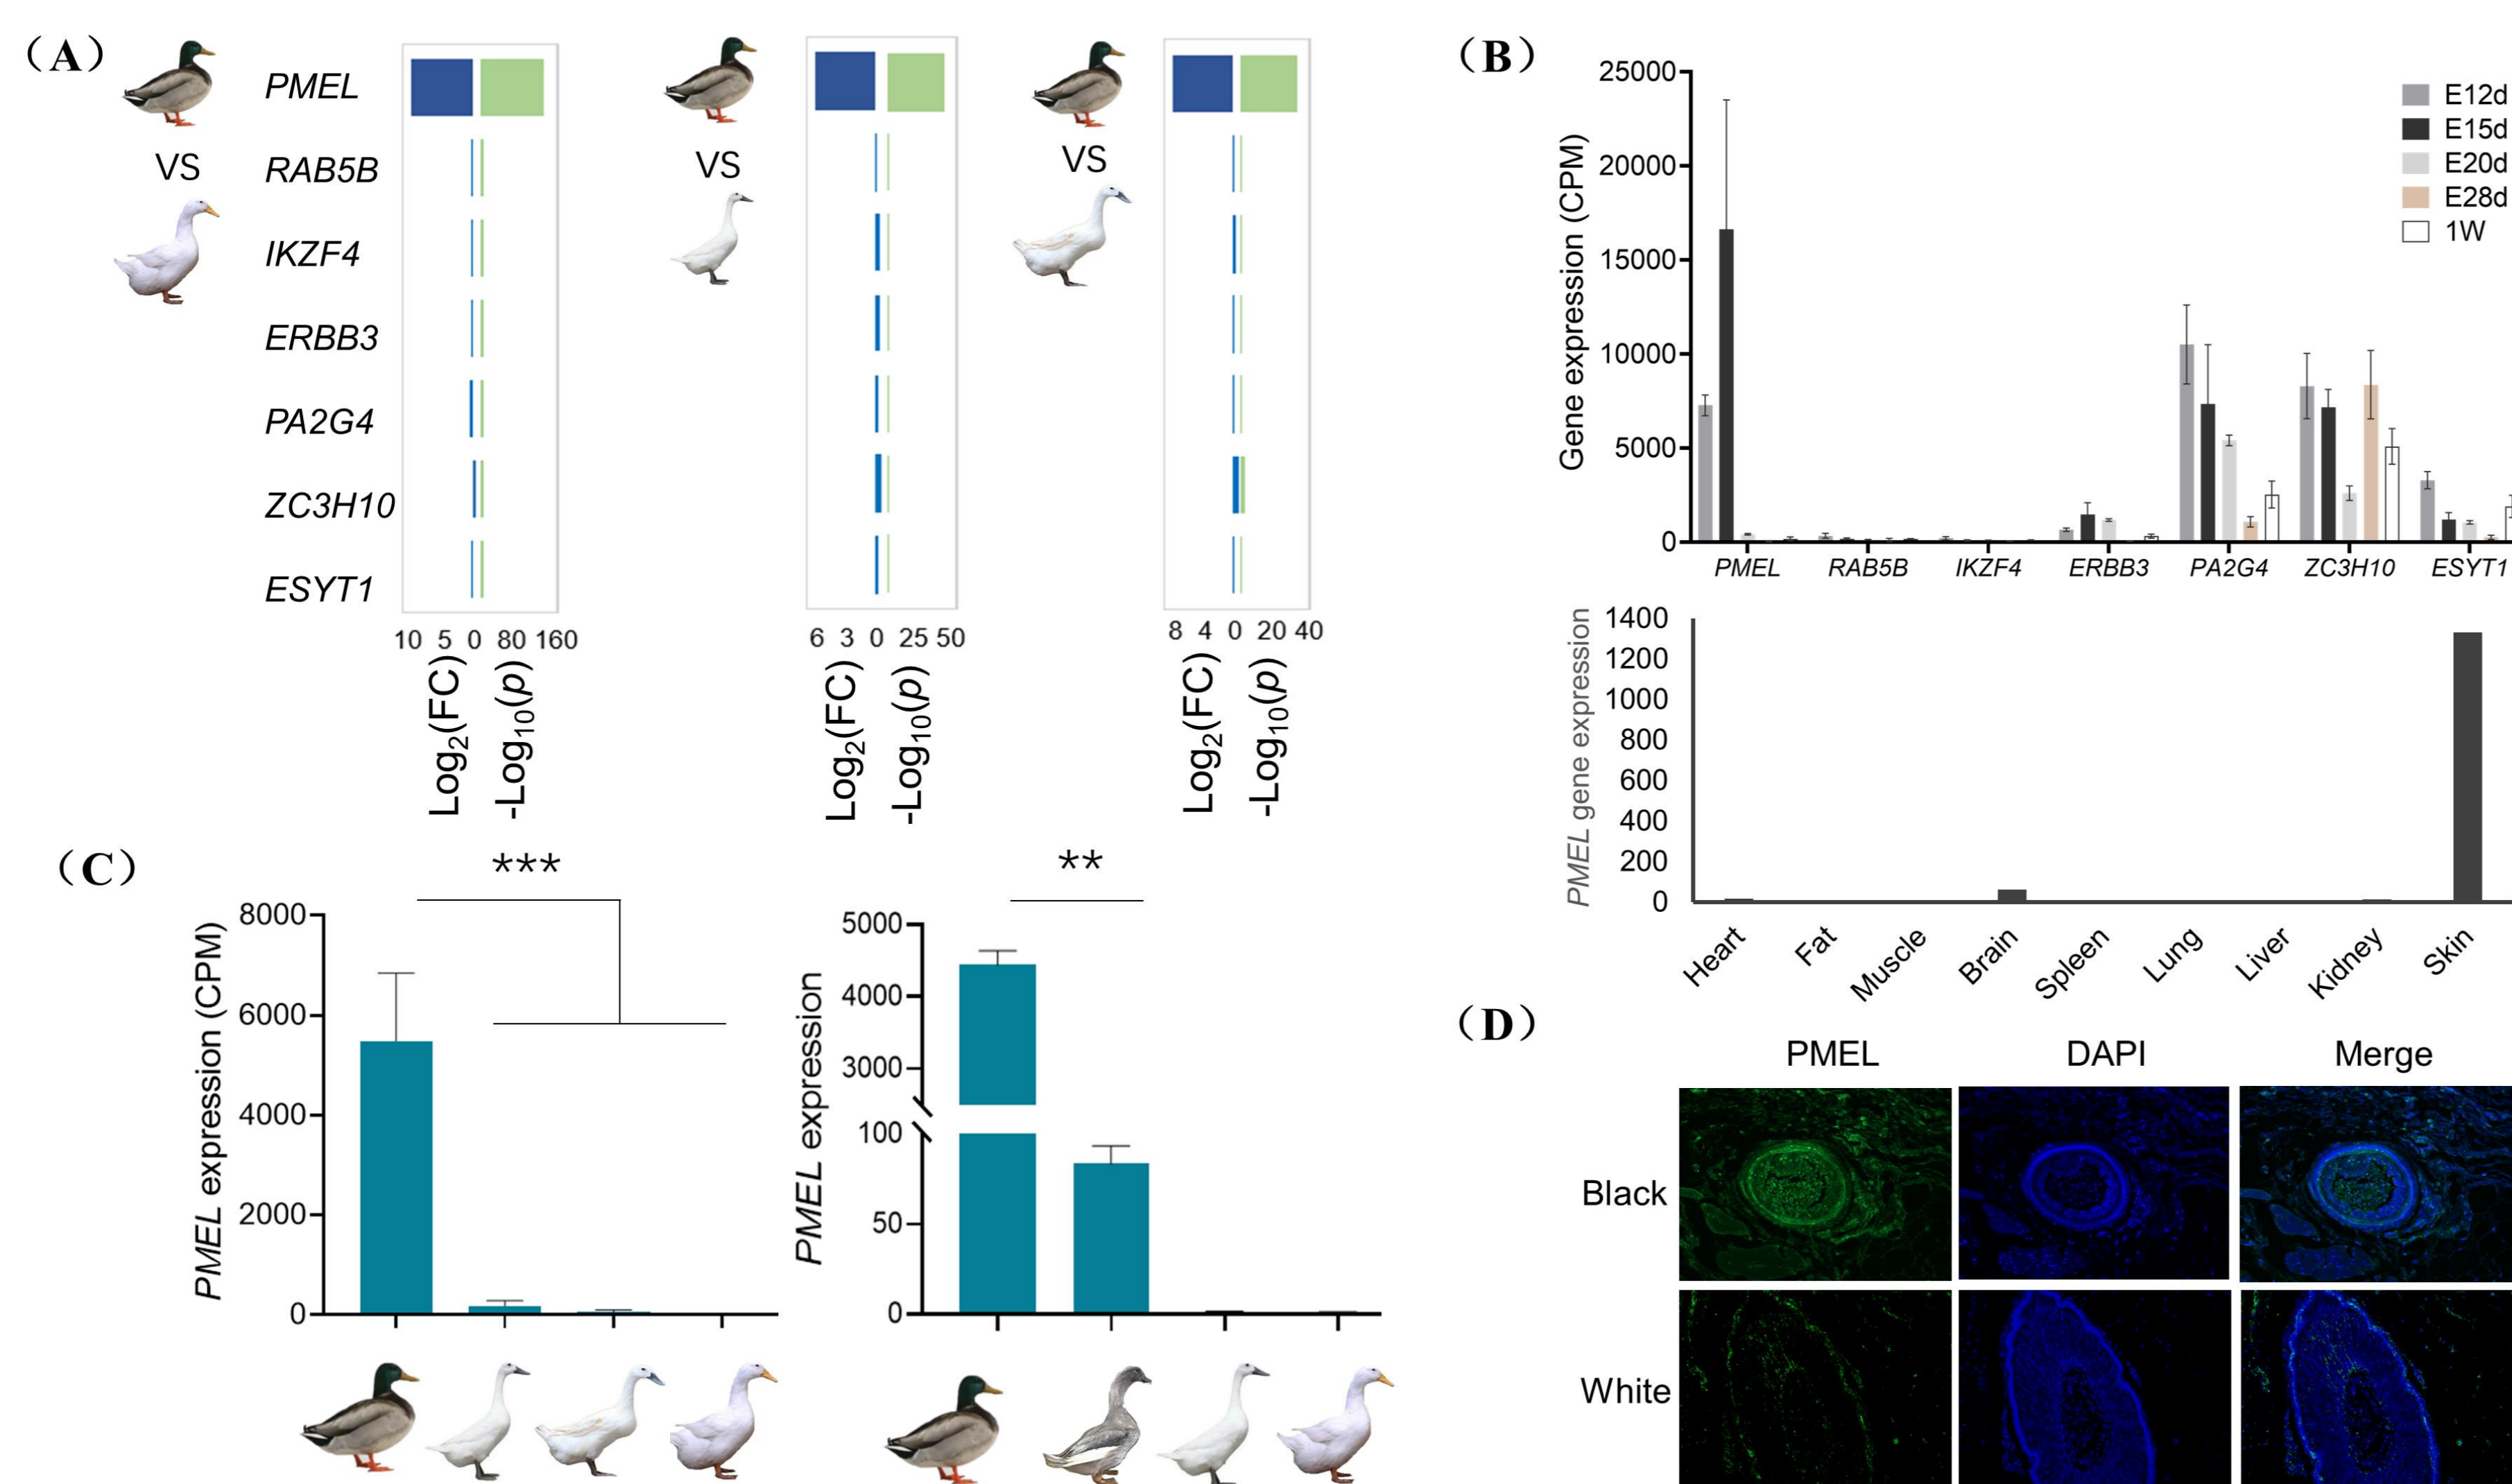 (A)
VS
PMEL
RAB5B
IKZF4
ERBB3
PA2G4
ZC3H10
ESYT1
10 5 0 80 160
Log2(FC)
-Log10(p)
VS
6 3 0 25 50
Log2(FC)
-Log10(p)
VS
8 4 0 20 40
Log2(FC)
-Log10(p)
(B)
Gene expression (CPM)
25000
20000
15000
10000
5000
0
E12d
E15d
E20d
E28d
1W
PMEL RAB5B IKZF4 ERBB3 PA2G4 ZC3H10 ESYT1
PMEL gene expression
1400
1200
1000
800
600
400
200
0
Heart Fat Muscle Brain Spleen Lung Liver Kidney Skin
(C)
***
PMEL expression (CPM)
8000
6000
4000
2000
0
**
PMEL expression
5000
4000
3000
100
50
0
(D)
PMEL DAPI Merge
Black
White